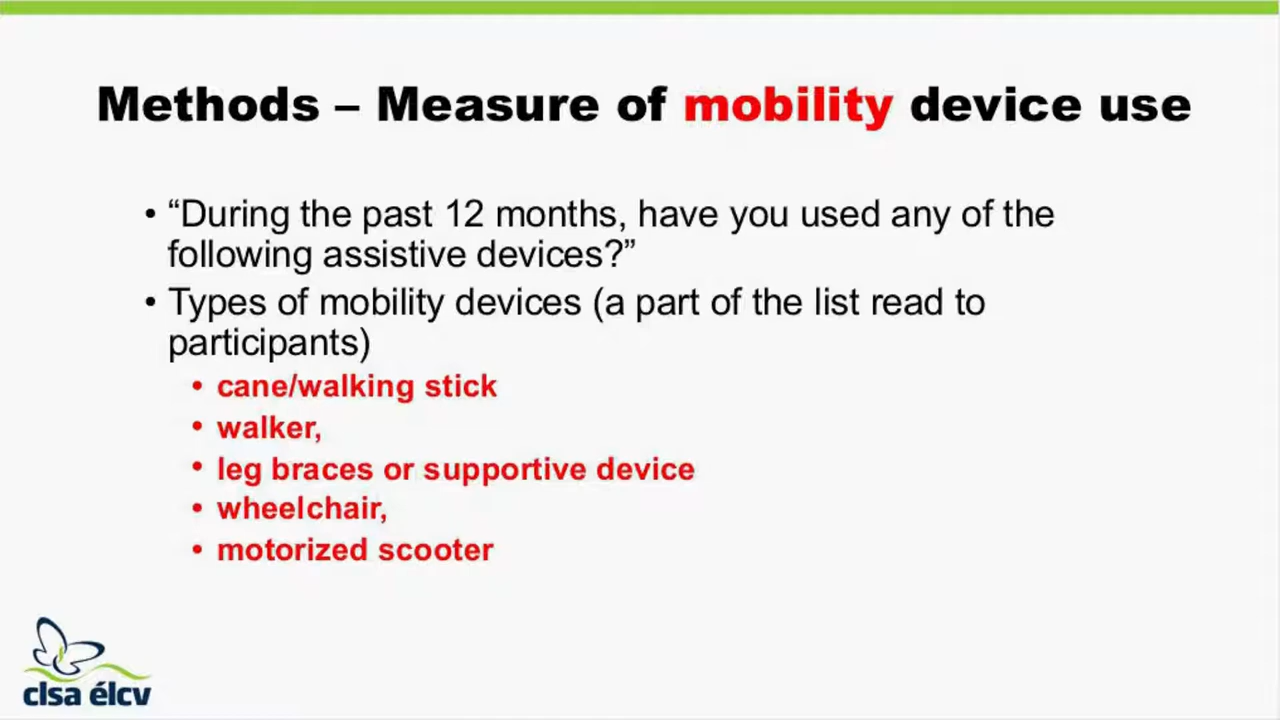 Methods – Measure of mobility device use
• “During the past 12 months, have you used any of the
following assistive devices?”
• Types of mobility devices (a part of the list read to
participants)
• cane/walking stick
• walker,
• leg braces or supportive device
• wheelchair,
• motorized scooter
clsa élcv